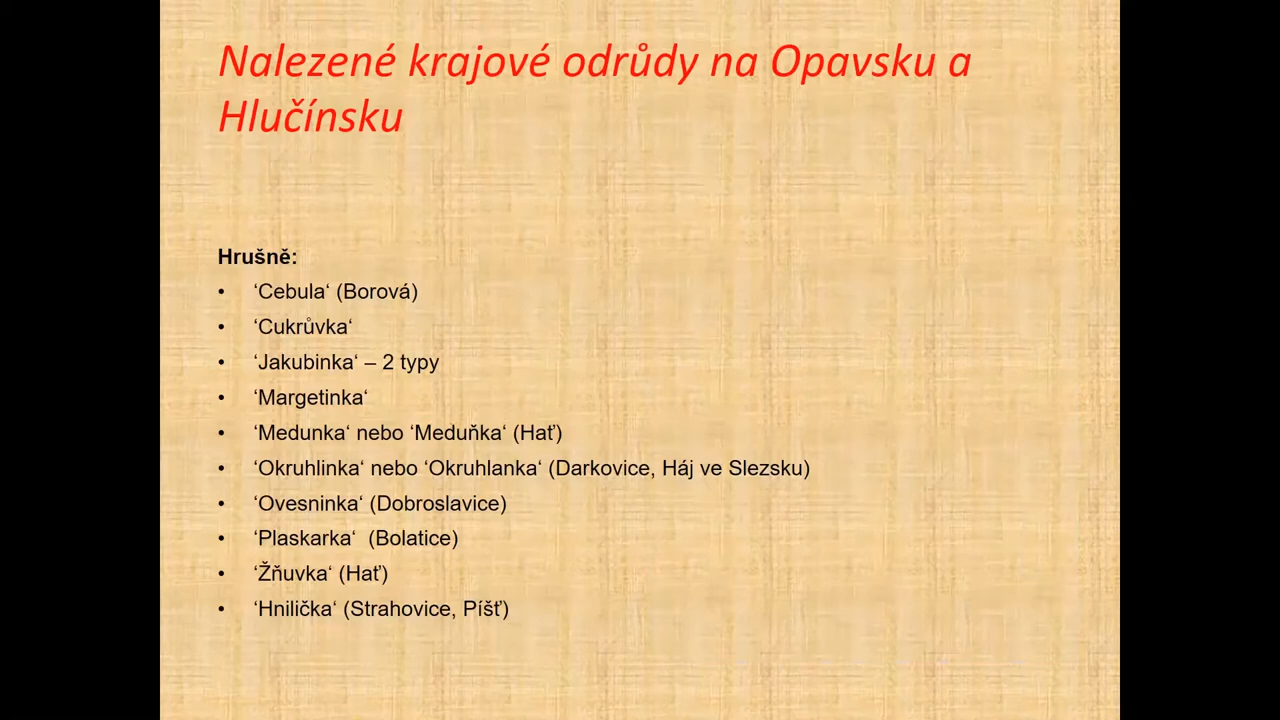 Nalezené krajové odrůdy na Opavsku a
Hlučínsku
Hrušně:
• ‘Cebula‘ (Borová)
• ‘Cukrůvka‘
• ‘Jakubinka‘ – 2 typy
• ‘Margetinka‘
• ‘Medunka‘ nebo ‘Meduňka‘ (Hať)
• ‘Okruhlinka‘ nebo ‘Okruhlanka‘ (Darkovice, Háj ve Slezsku)
• ‘Ovesninka‘ (Dobroslavice)
• ‘Plaskarka‘  (Bolatice)
• ‘Žňuvka‘ (Hať)
• ‘Hnilička‘ (Strahovice, Píšť)